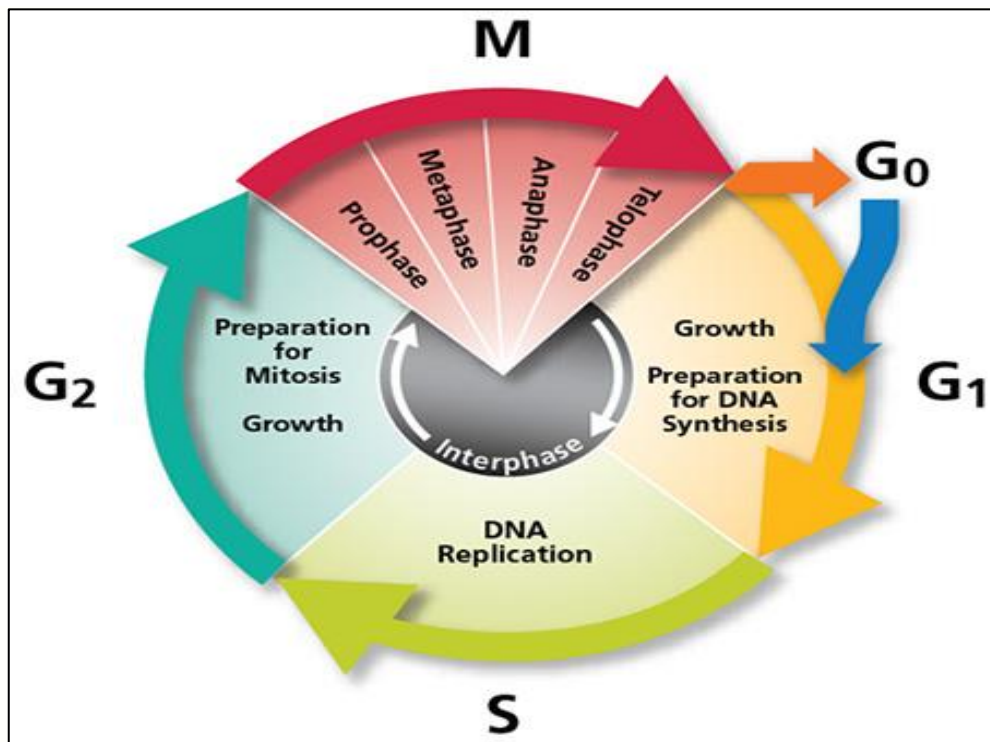 M
Prophase
Metaphase
Anaphase
Telophase
G0
Growth
Preparation
for DNA
Synthesis
G1
DNA
Replication
S
Preparation
for
Mitosis
Growth
G2
Interphase